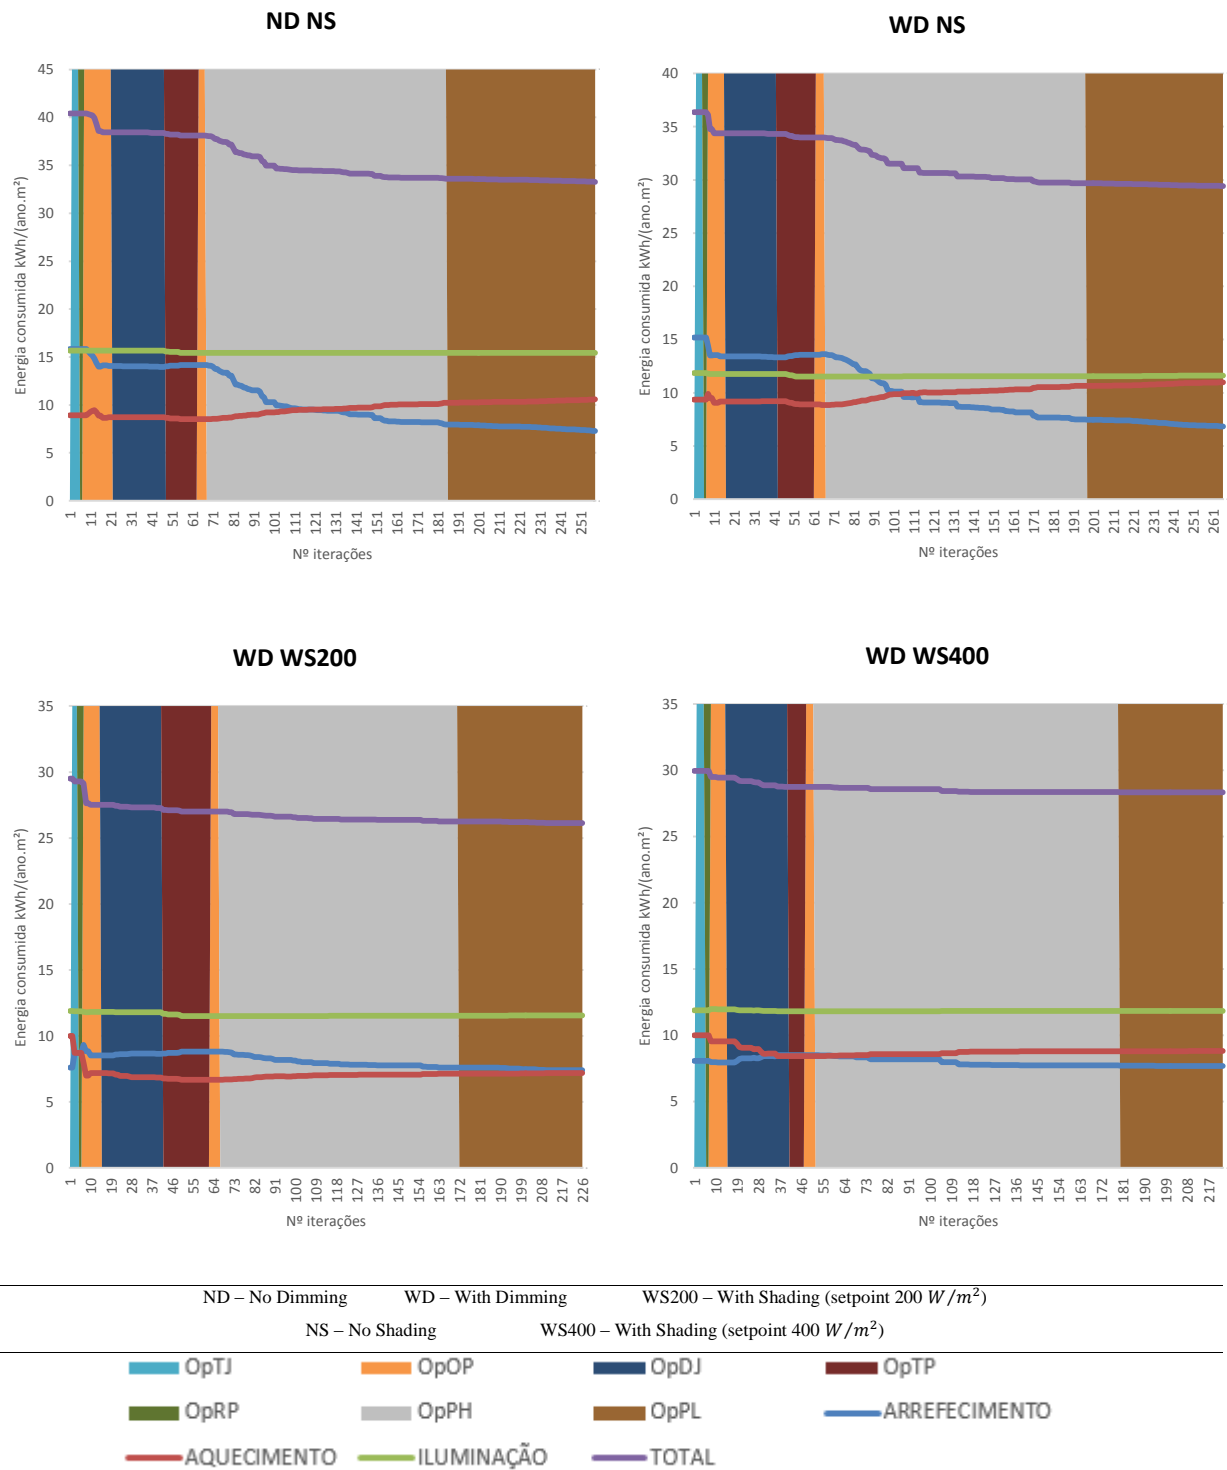 ND NS
WD NS
Energia consumida kWh/(ano.m²)
45
40
35
30
25
20
15
10
5
0
1 11 21 31 41 51 61 71 81 91 101 111 121 131 141 151 161 171 181 191 201 211 221 231 241 251
Nº iterações
Energia consumida kWh/(ano.m²)
40
35
30
25
20
15
10
5
0
1 11 21 31 41 51 61 71 81 91 101 111 121 131 141 151 161 171 181 191 201 211 221 231 241 251 261
Nº iterações
WD WS200
WD WS400
Energia consumida kWh/(ano.m²)
35
30
25
20
15
10
5
0
1 10 19 28 37 46 55 64 73 82 91 100 109 118 127 136 145 154 163 172 181 190 199 208 217 226
Nº iterações
Energia consumida kWh/(ano.m²)
35
30
25
20
15
10
5
0
1 10 19 28 37 46 55 64 73 82 91 100 109 118 127 136 145 154 163 172 181 190 199 208 217
Nº iterações
ND – No Dimming WD – With Dimming WS200 – With Shading (setpoint 200 W/m²)
NS – No Shading WS400 – With Shading (setpoint 400 W/m²)
OpTJ OpOP OpDJ OpTP
OpRP OpPH OpPL ARREFECIMENTO
AQUECIMENTO ILUMINAÇÃO TOTAL